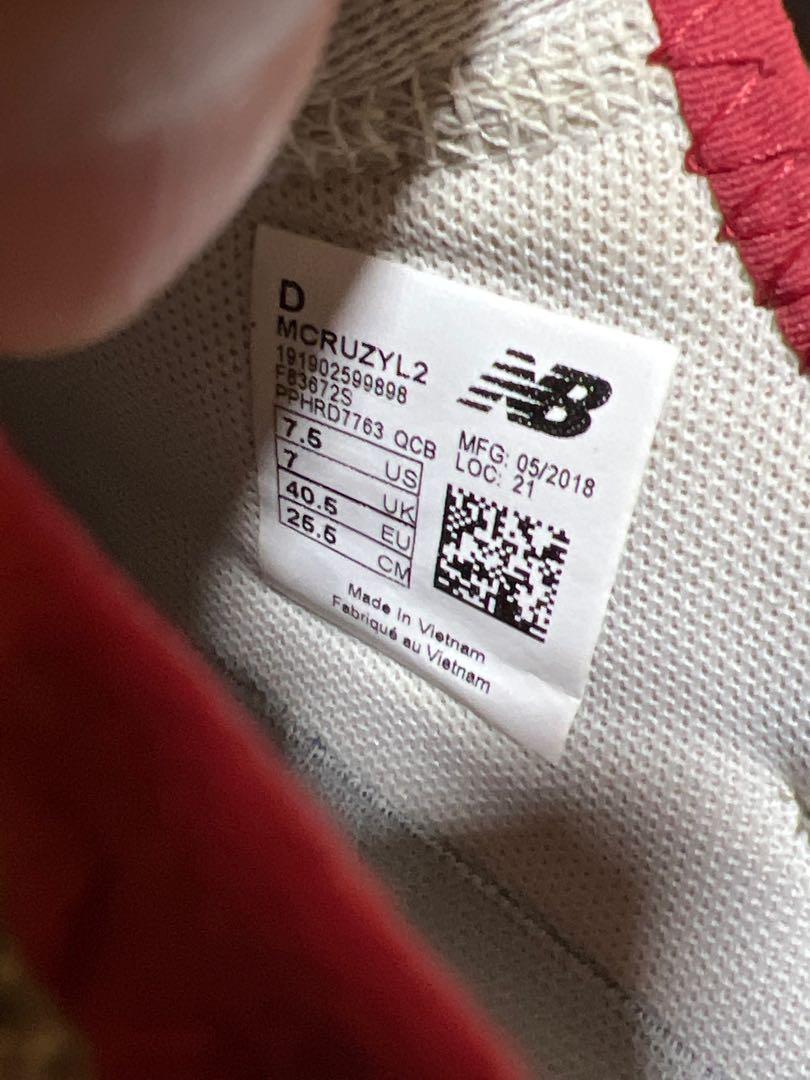 D
MCRUZYL2
191902599898
F83672S
PPHRD7763 QCB
7.5 US
7 UK
40.5 EU
25.5 CM
NB
MFG: 05/2018
LOC: 21
Made in Vietnam
Fabriqué au Vietnam